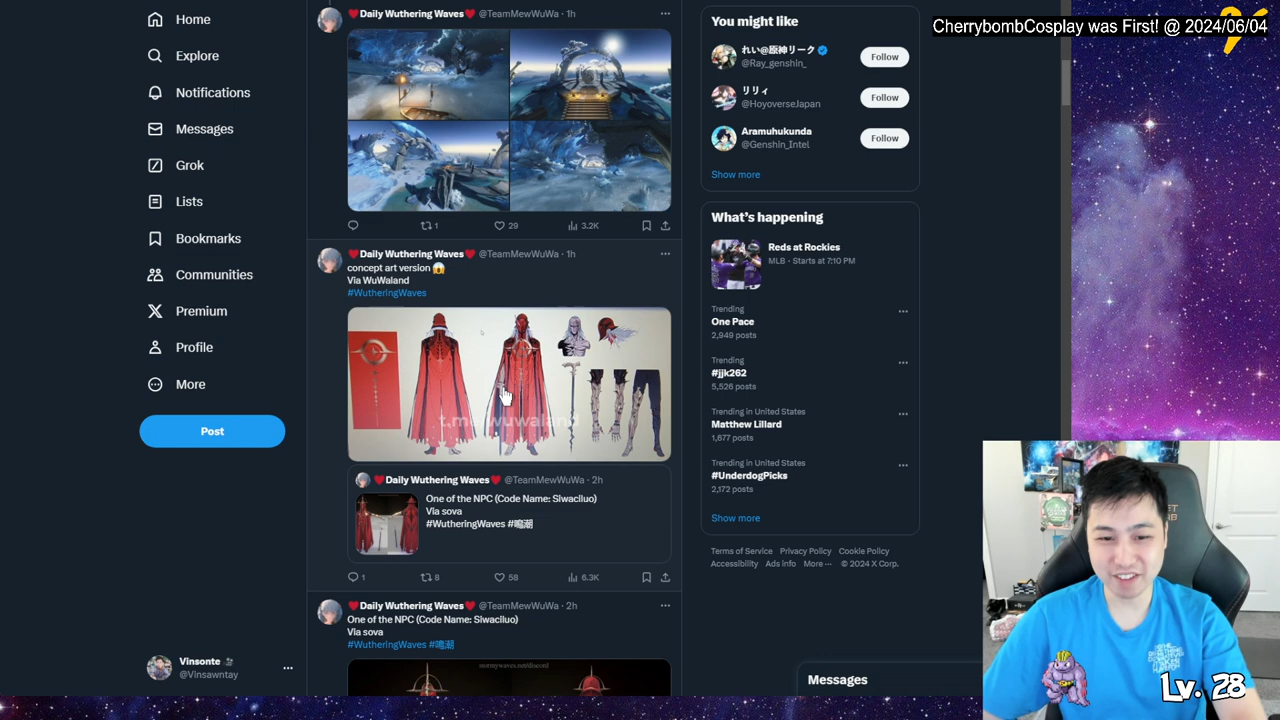 CherrybombCosplay was First! @ 2024/06/04
Home
Explore
Notifications
Messages
Grok
Lists
Bookmarks
Communities
Premium
Profile
More
Post
Vinsonte
@Vinsawntay
Daily Wuthering Waves @TeamMewWuWa · 1h
1 29 3.2K
Daily Wuthering Waves @TeamMewWuWa · 1h
concept art version 😱
Via WuWaland
#WutheringWaves
t.me/wuwaland
Daily Wuthering Waves @TeamMewWuWa · 2h
One of the NPC (Code Name: Siwaciluo)
Via sova
#WutheringWaves #鳴潮
1 8 58 6.3K
Daily Wuthering Waves @TeamMewWuWa · 2h
One of the NPC (Code Name: Siwaciluo)
Via sova
#WutheringWaves #鳴潮
stormywaves.net/discord
You might like
れい@原神リーク
@Ray_genshin_
Follow
リリィ
@HoyoverseJapan
Follow
Aramuhukunda
@Genshin_Intel
Follow
Show more
What's happening
Reds at Rockies
MLB · Starts at 7:10 PM
Trending
One Pace
2,949 posts
Trending
#jjk262
5,526 posts
Trending in United States
Matthew Lillard
1,677 posts
Trending in United States
#UnderdogPicks
2,172 posts
Show more
Terms of Service Privacy Policy Cookie Policy
Accessibility Ads info More ··· © 2024 X Corp.
Messages
Lv. 28